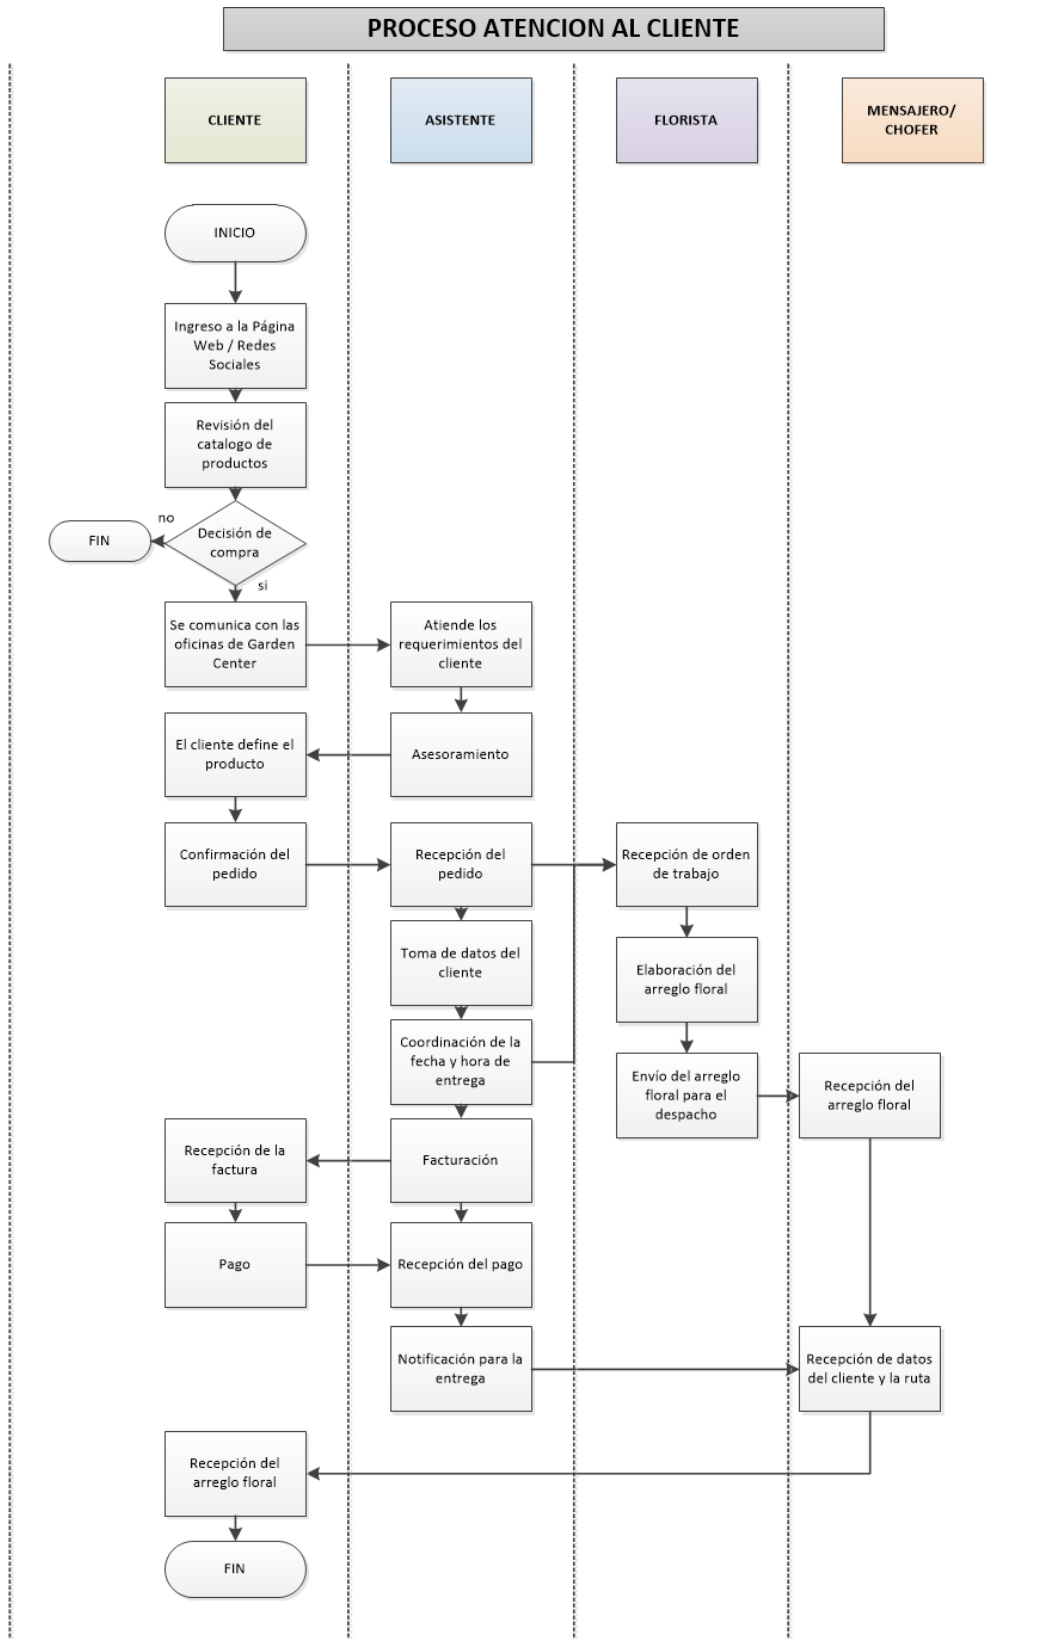 PROCESO ATENCION AL CLIENTE
CLIENTE
ASISTENTE
FLORISTA
MENSAJERO/
CHOFER
INICIO
Ingreso a la Página
Web / Redes
Sociales
Revisión del
catalogo de
productos
no
FIN
Decisión de
compra
si
Se comunica con las
oficinas de Garden
Center
Atiende los
requerimientos del
cliente
El cliente define el
producto
Asesoramiento
Confirmación del
pedido
Recepción del
pedido
Recepción de orden
de trabajo
Toma de datos del
cliente
Elaboración del
arreglo floral
Coordinación de la
fecha y hora de
entrega
Envío del arreglo
floral para el
despacho
Recepción del
arreglo floral
Recepción de la
factura
Facturación
Pago
Recepción del pago
Notificación para la
entrega
Recepción de datos
del cliente y la ruta
Recepción del
arreglo floral
FIN